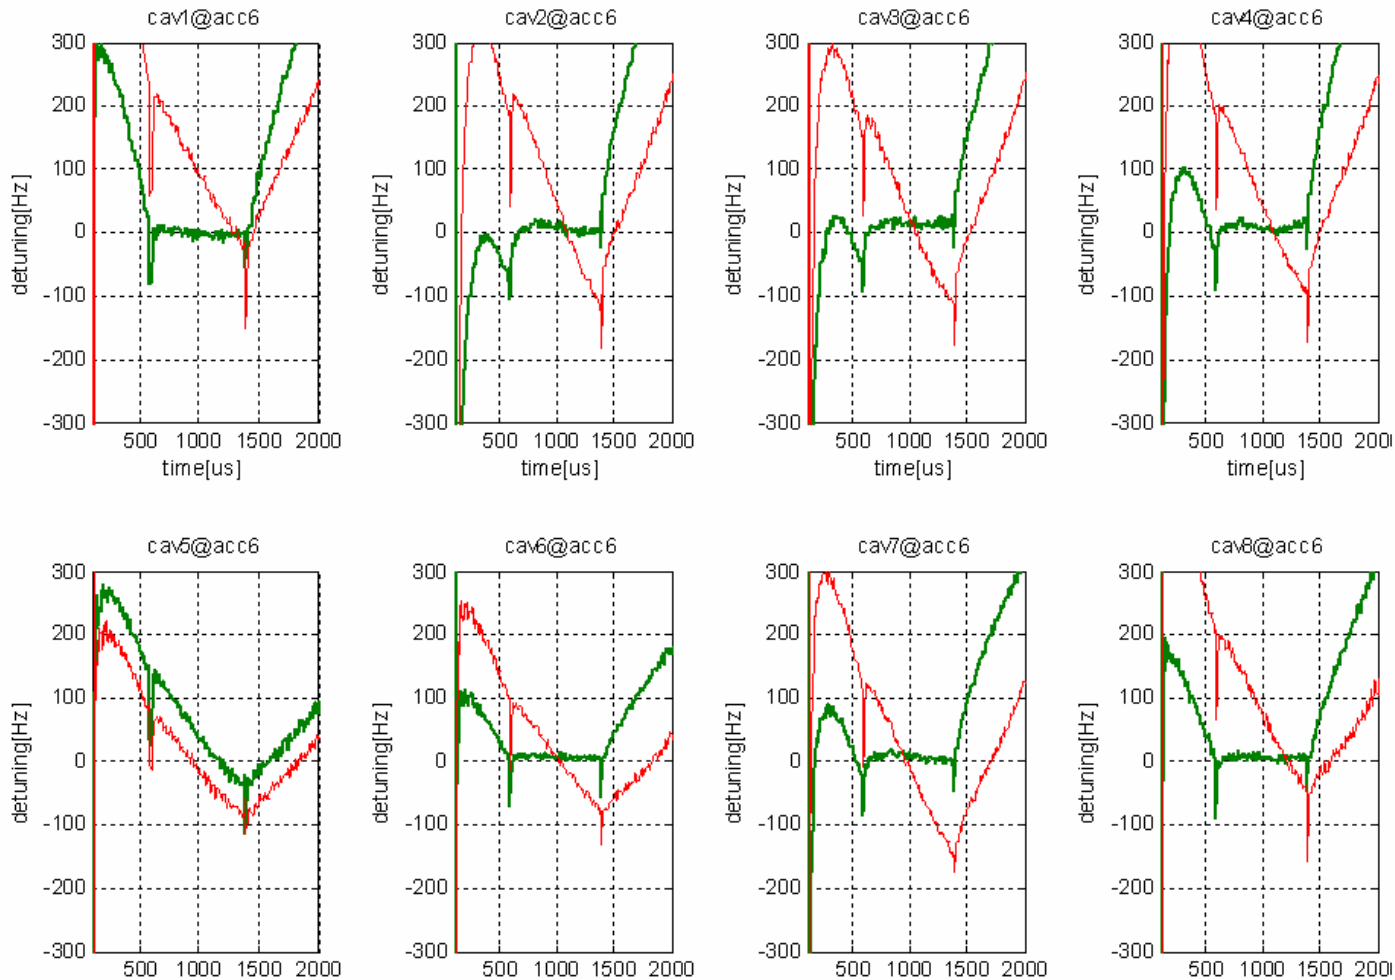 cav1@acc6 cav2@acc6 cav3@acc6 cav4@acc6
300 300 300 300
200 200 200 200
100 100 100 100
0 0 0 0
-100 -100 -100 -100
-200 -200 -200 -200
-300 -300 -300 -300
detuning[Hz] detuning[Hz] detuning[Hz] detuning[Hz]
500 1000 1500 2000 500 1000 1500 2000 500 1000 1500 2000 500 1000 1500 200
time[us] time[us] time[us] time[us]
cav5@acc6 cav6@acc6 cav7@acc6 cav8@acc6
300 300 300 300
200 200 200 200
100 100 100 100
0 0 0 0
-100 -100 -100 -100
-200 -200 -200 -200
-300 -300 -300 -300
detuning[Hz] detuning[Hz] detuning[Hz] detuning[Hz]
500 1000 1500 2000 500 1000 1500 2000 500 1000 1500 2000 500 1000 1500 200